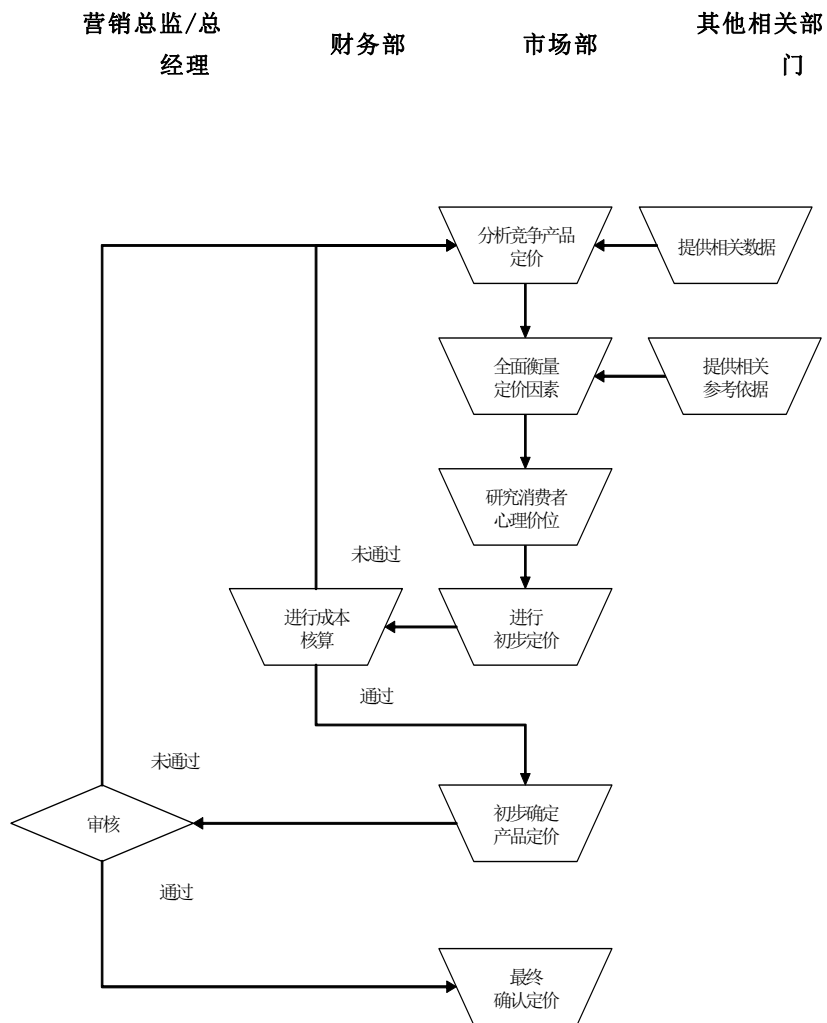 营销总监/总
经理
财务部
市场部
其他相关部
门
分析竞争产品
定价
提供相关数据
全面衡量
定价因素
提供相关
参考依据
研究消费者
心理价位
未通过
进行成本
核算
进行
初步定价
通过
未通过
审核
初步确定
产品定价
通过
最终
确认定价